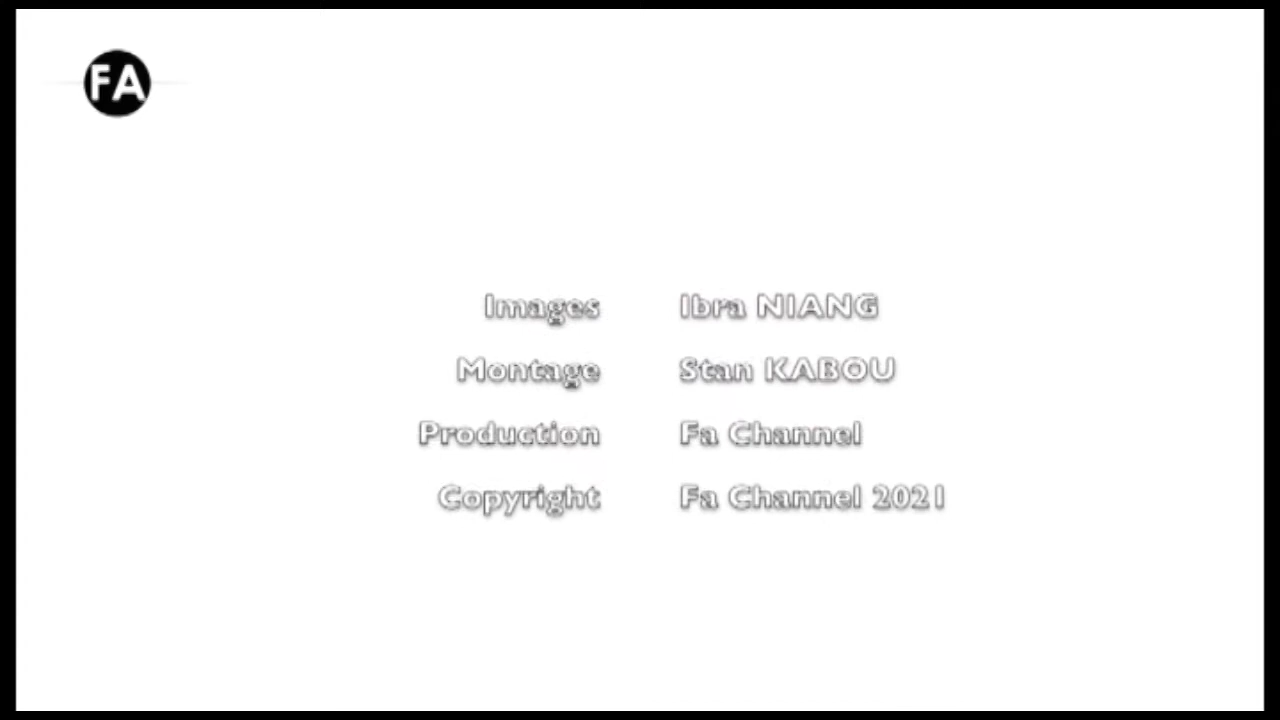 FA
Images Ibra NIANG
Montage Stan KABOU
Production Fa Channel
Copyright Fa Channel 2021